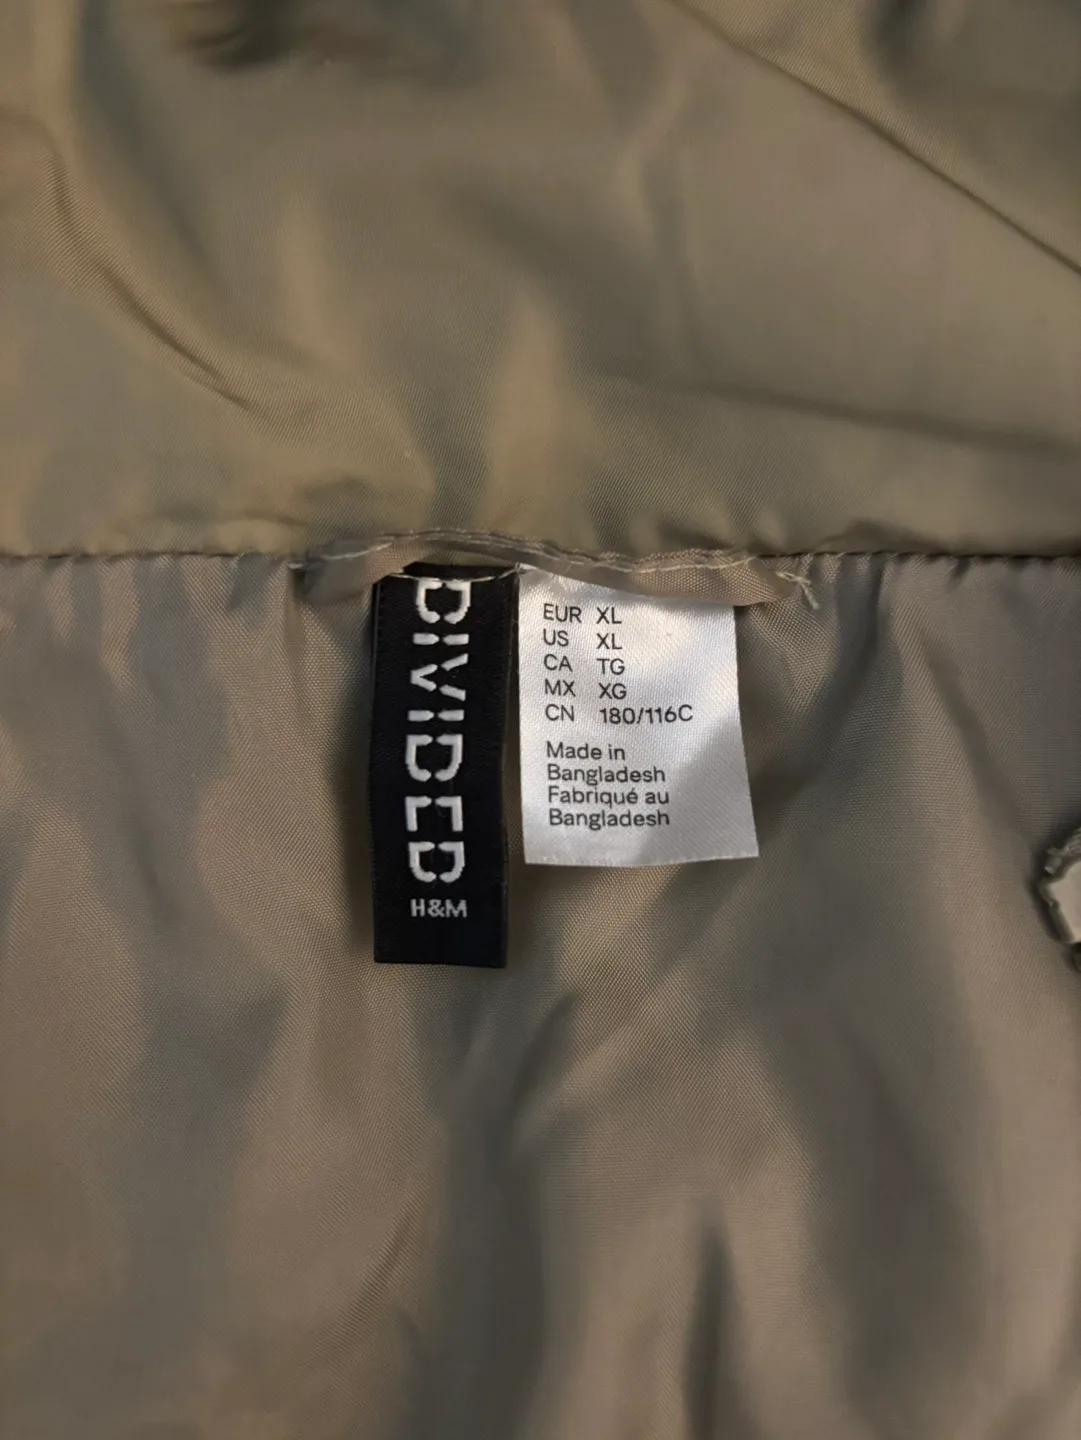 DIVIDED
H&M
EUR XL
US XL
CA TG
MX XG
CN 180/116C
Made in
Bangladesh
Fabriqué au
Bangladesh